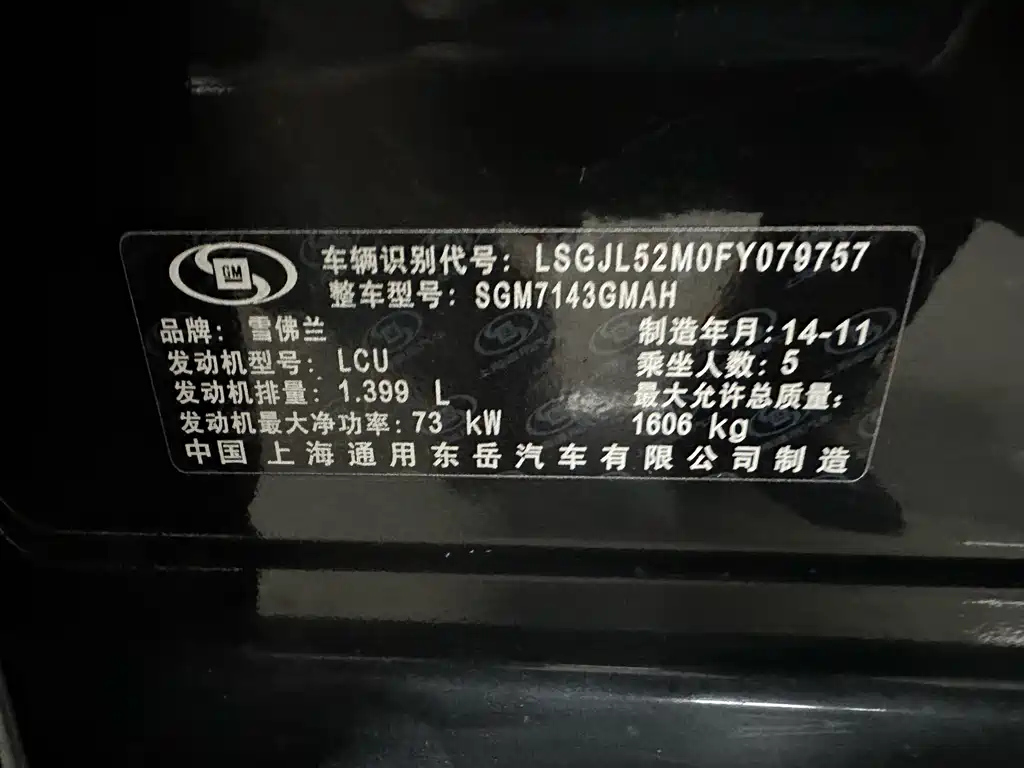 GM
车辆识别代号: LSGJL52M0FY079757
整车型号: SGM7143GMAH
品牌: 雪佛兰
制造年月: 14-11
发动机型号: LCU
乘坐人数: 5
发动机排量: 1.399 L
最大允许总质量:
发动机最大净功率: 73 kW
1606 kg
中国 上海通用东岳汽车有限公司制造